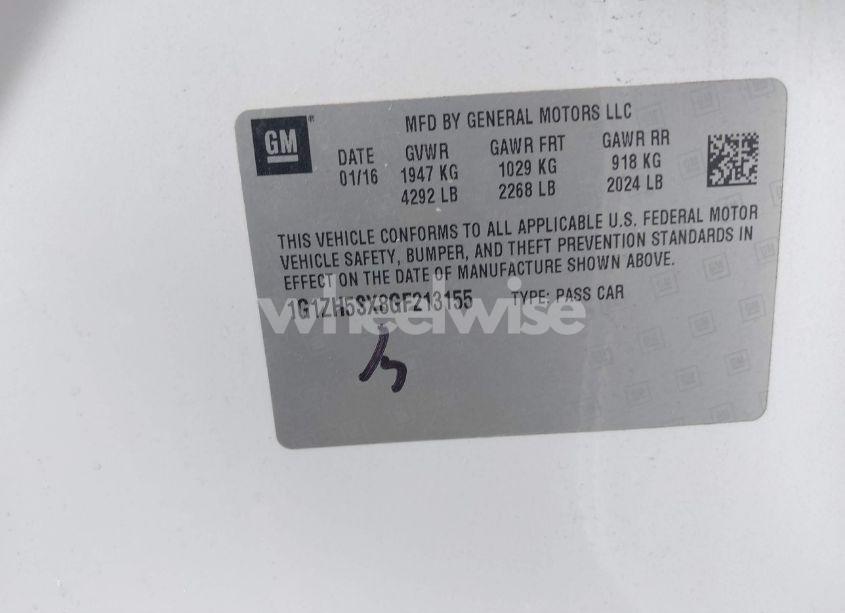 GM®
MFD BY GENERAL MOTORS LLC
DATE GVWR GAWR FRT GAWR RR
01/16 1947 KG 1029 KG 918 KG
4292 LB 2268 LB 2024 LB
THIS VEHICLE CONFORMS TO ALL APPLICABLE U.S. FEDERAL MOTOR
VEHICLE SAFETY, BUMPER, AND THEFT PREVENTION STANDARDS IN
EFFECT ON THE DATE OF MANUFACTURE SHOWN ABOVE.
1G1ZH5SX8GF213155 TYPE: PASS CAR
wheelwise